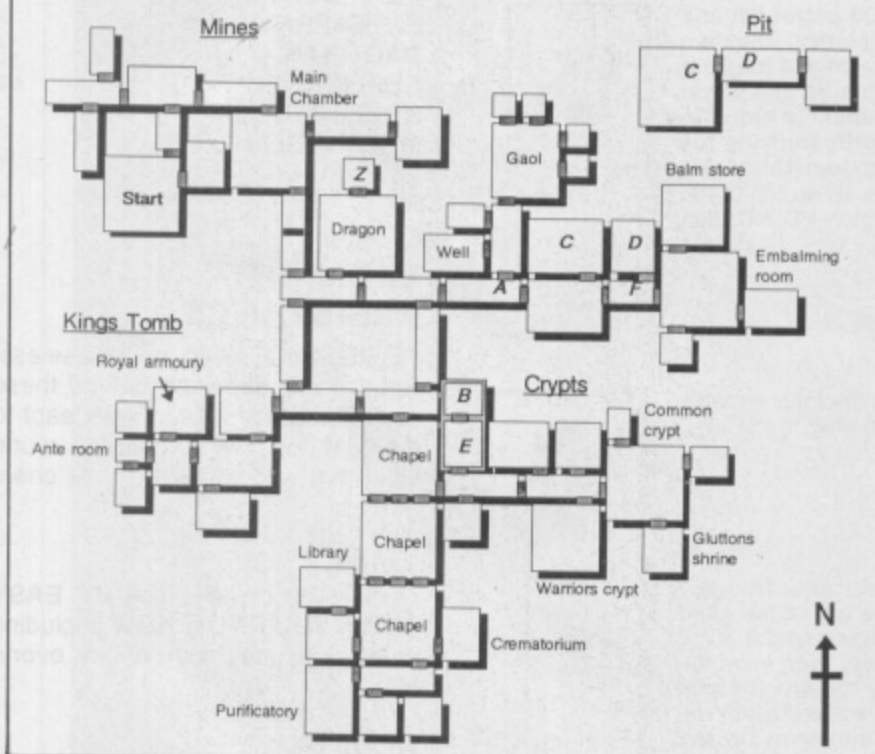 Mines
Pit
Main
Chamber
C
D
Gaol
Balm store
Z
Start
Dragon
Well
C
D
Embalming
room
A
F
Kings Tomb
Royal armoury
Crypts
B
Common
crypt
Ante room
Chapel
E
Chapel
Gluttons
shrine
Library
Warriors crypt
EASY
N
Chapel
Crematorium
Purificatory